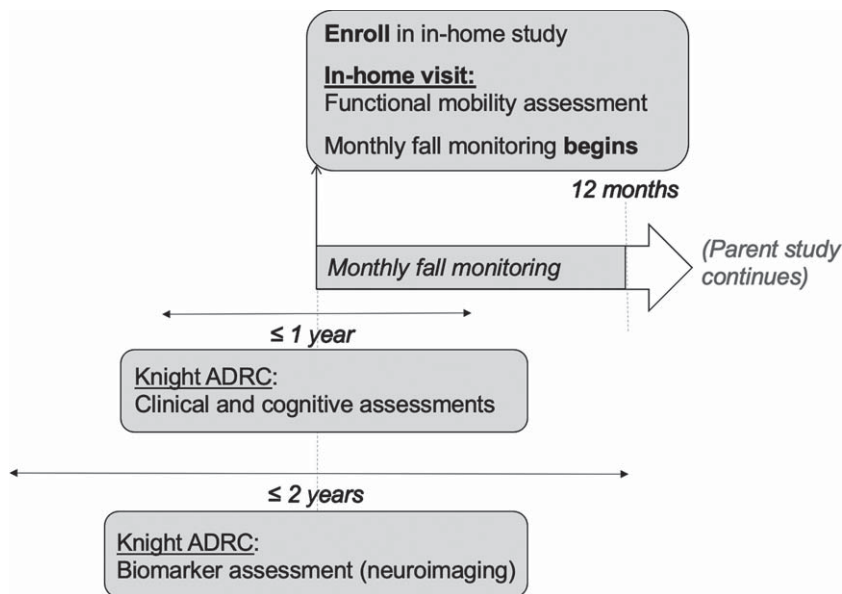 Enroll in in-home study
In-home visit:
Functional mobility assessment
Monthly fall monitoring begins
12 months
Monthly fall monitoring
(Parent study
continues)
≤ 1 year
Knight ADRC:
Clinical and cognitive assessments
≤ 2 years
Knight ADRC:
Biomarker assessment (neuroimaging)